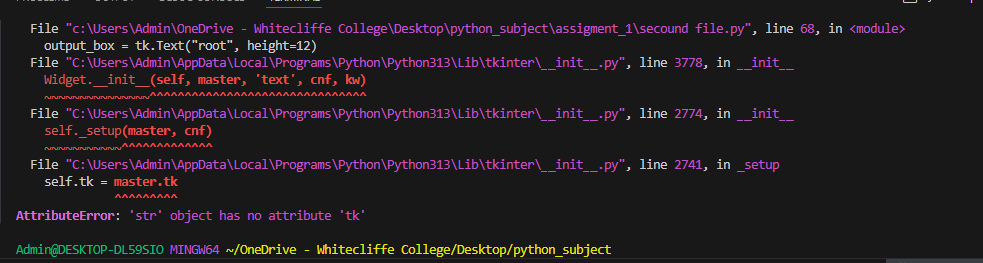 File "c:\Users\Admin\OneDrive - Whitecliffe College\Desktop\python_subject\assigment_1\secound file.py", line 68, in <module>
output_box = tk.Text("root", height=12)
File "C:\Users\Admin\AppData\Local\Programs\Python\Python313\Lib\tkinter\__init__.py", line 3778, in __init__
Widget.__init__(self, master, 'text', cnf, kw)
~~~~~~~~~~~~~~~^^^^^^^^^^^^^^^^^^^^^^^^^^^^^^^
File "C:\Users\Admin\AppData\Local\Programs\Python\Python313\Lib\tkinter\__init__.py", line 2774, in __init__
self._setup(master, cnf)
~~~~~~~~~~~^^^^^^^^^^^^^
File "C:\Users\Admin\AppData\Local\Programs\Python\Python313\Lib\tkinter\__init__.py", line 2741, in _setup
self.tk = master.tk
^^^^^^^^^
AttributeError: 'str' object has no attribute 'tk'
Admin@DESKTOP-DL59SIO MINGW64 ~/OneDrive - Whitecliffe College/Desktop/python_subject